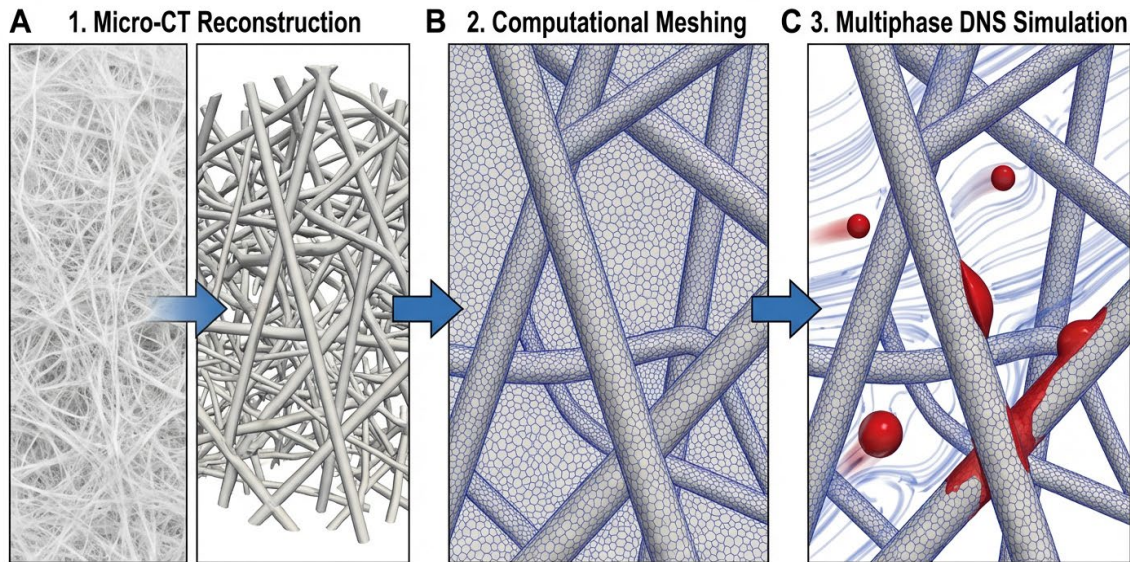 A 1. Micro-CT Reconstruction
B 2. Computational Meshing
C 3. Multiphase DNS Simulation